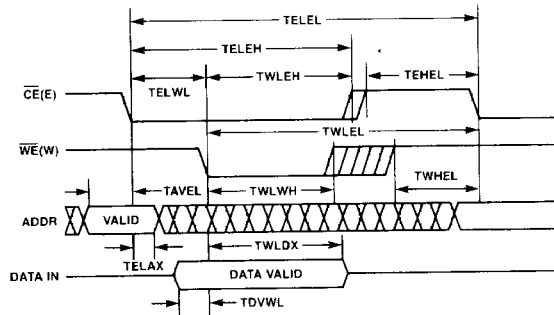 TELEL
TELEH
TELWL TWLEH TEHEL
CE(E)
TWLEL
WE(W)
TAVEL TWLWH TWHEL
ADDR VALID
TELAX TWLDX
DATA IN DATA VALID
TDVWL